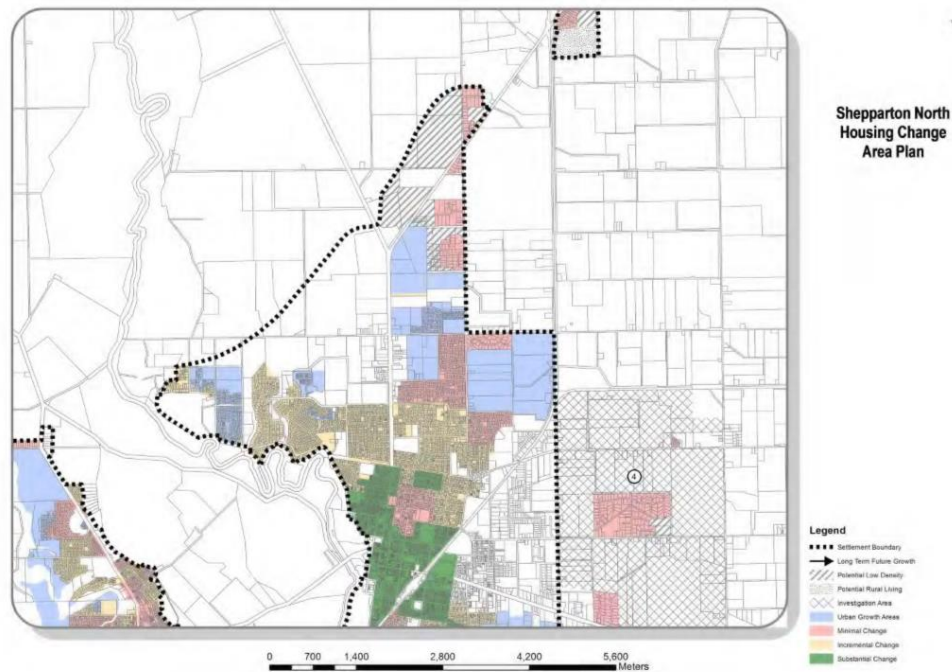 Shepparton North
Housing Change
Area Plan
4
Legend
Settlement Boundary
Long Term Future Growth
Potential Low Density
Potential Rural Living
Investigation Area
Urban Growth Areas
Minimal Change
Incremental Change
Substantial Change
0 700 1,400 2,800 4,200 5,600
Meters